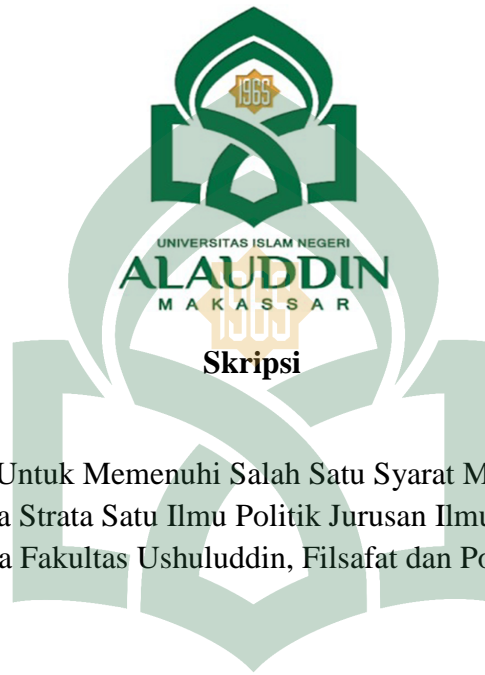 1965
UNIVERSITAS ISLAM NEGERI
ALAUDDIN
MAKASSAR
1965
Skripsi
Untuk Memenuhi Salah Satu Syarat M
a Strata Satu Ilmu Politik Jurusan Ilmu
a Fakultas Ushuluddin, Filsafat dan Po